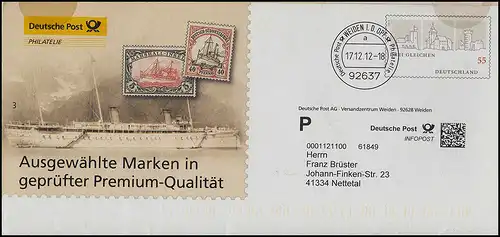 Deutsche Post
PHILATELIE
3
Ausgewählte Marken in
geprüfter Premium-Qualität
Deutsche Post WEIDEN I. D. OPF
a
17.12.12-18
92637
GLEICHEN
55
DEUTSCHLAND
Deutsche Post AG - Versandzentrum Weiden - 92628 Weiden
P
Deutsche Post
INFOPOST
0001121100 61849
Herrn
Franz Brüster
Johann-Finken-Str. 23
41334 Nettetal